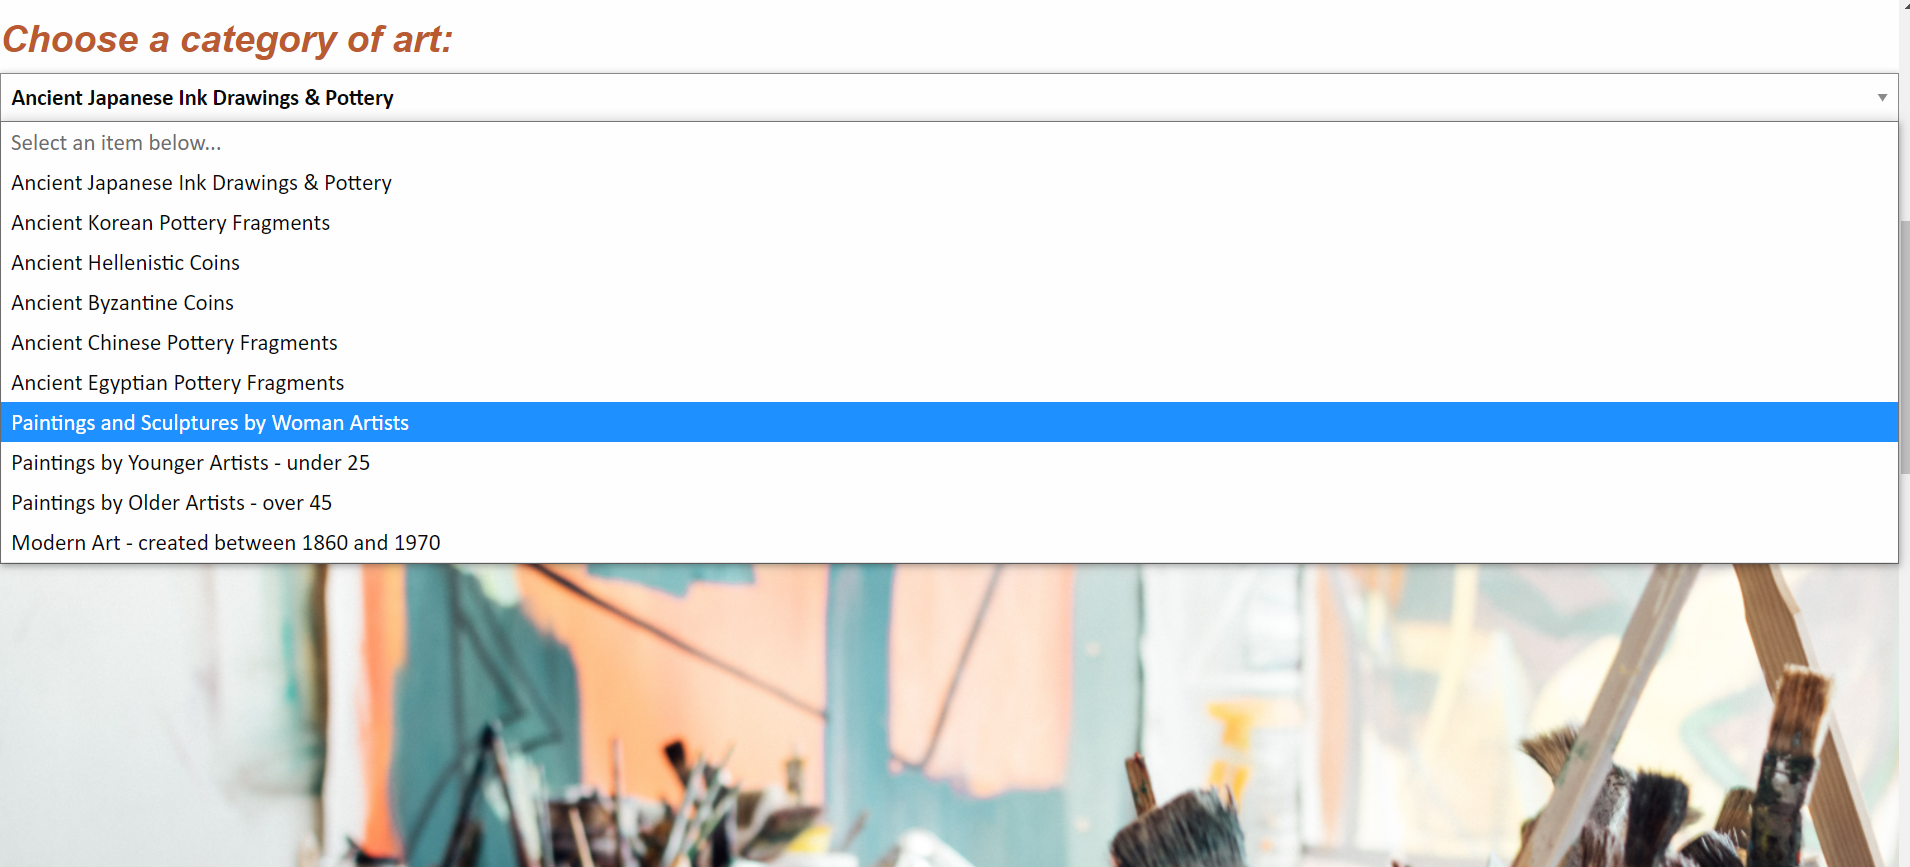 Choose a category of art:
Ancient Japanese Ink Drawings & Pottery
Select an item below...
Ancient Japanese Ink Drawings & Pottery
Ancient Korean Pottery Fragments
Ancient Hellenistic Coins
Ancient Byzantine Coins
Ancient Chinese Pottery Fragments
Ancient Egyptian Pottery Fragments
Paintings and Sculptures by Woman Artists
Paintings by Younger Artists - under 25
Paintings by Older Artists - over 45
Modern Art - created between 1860 and 1970